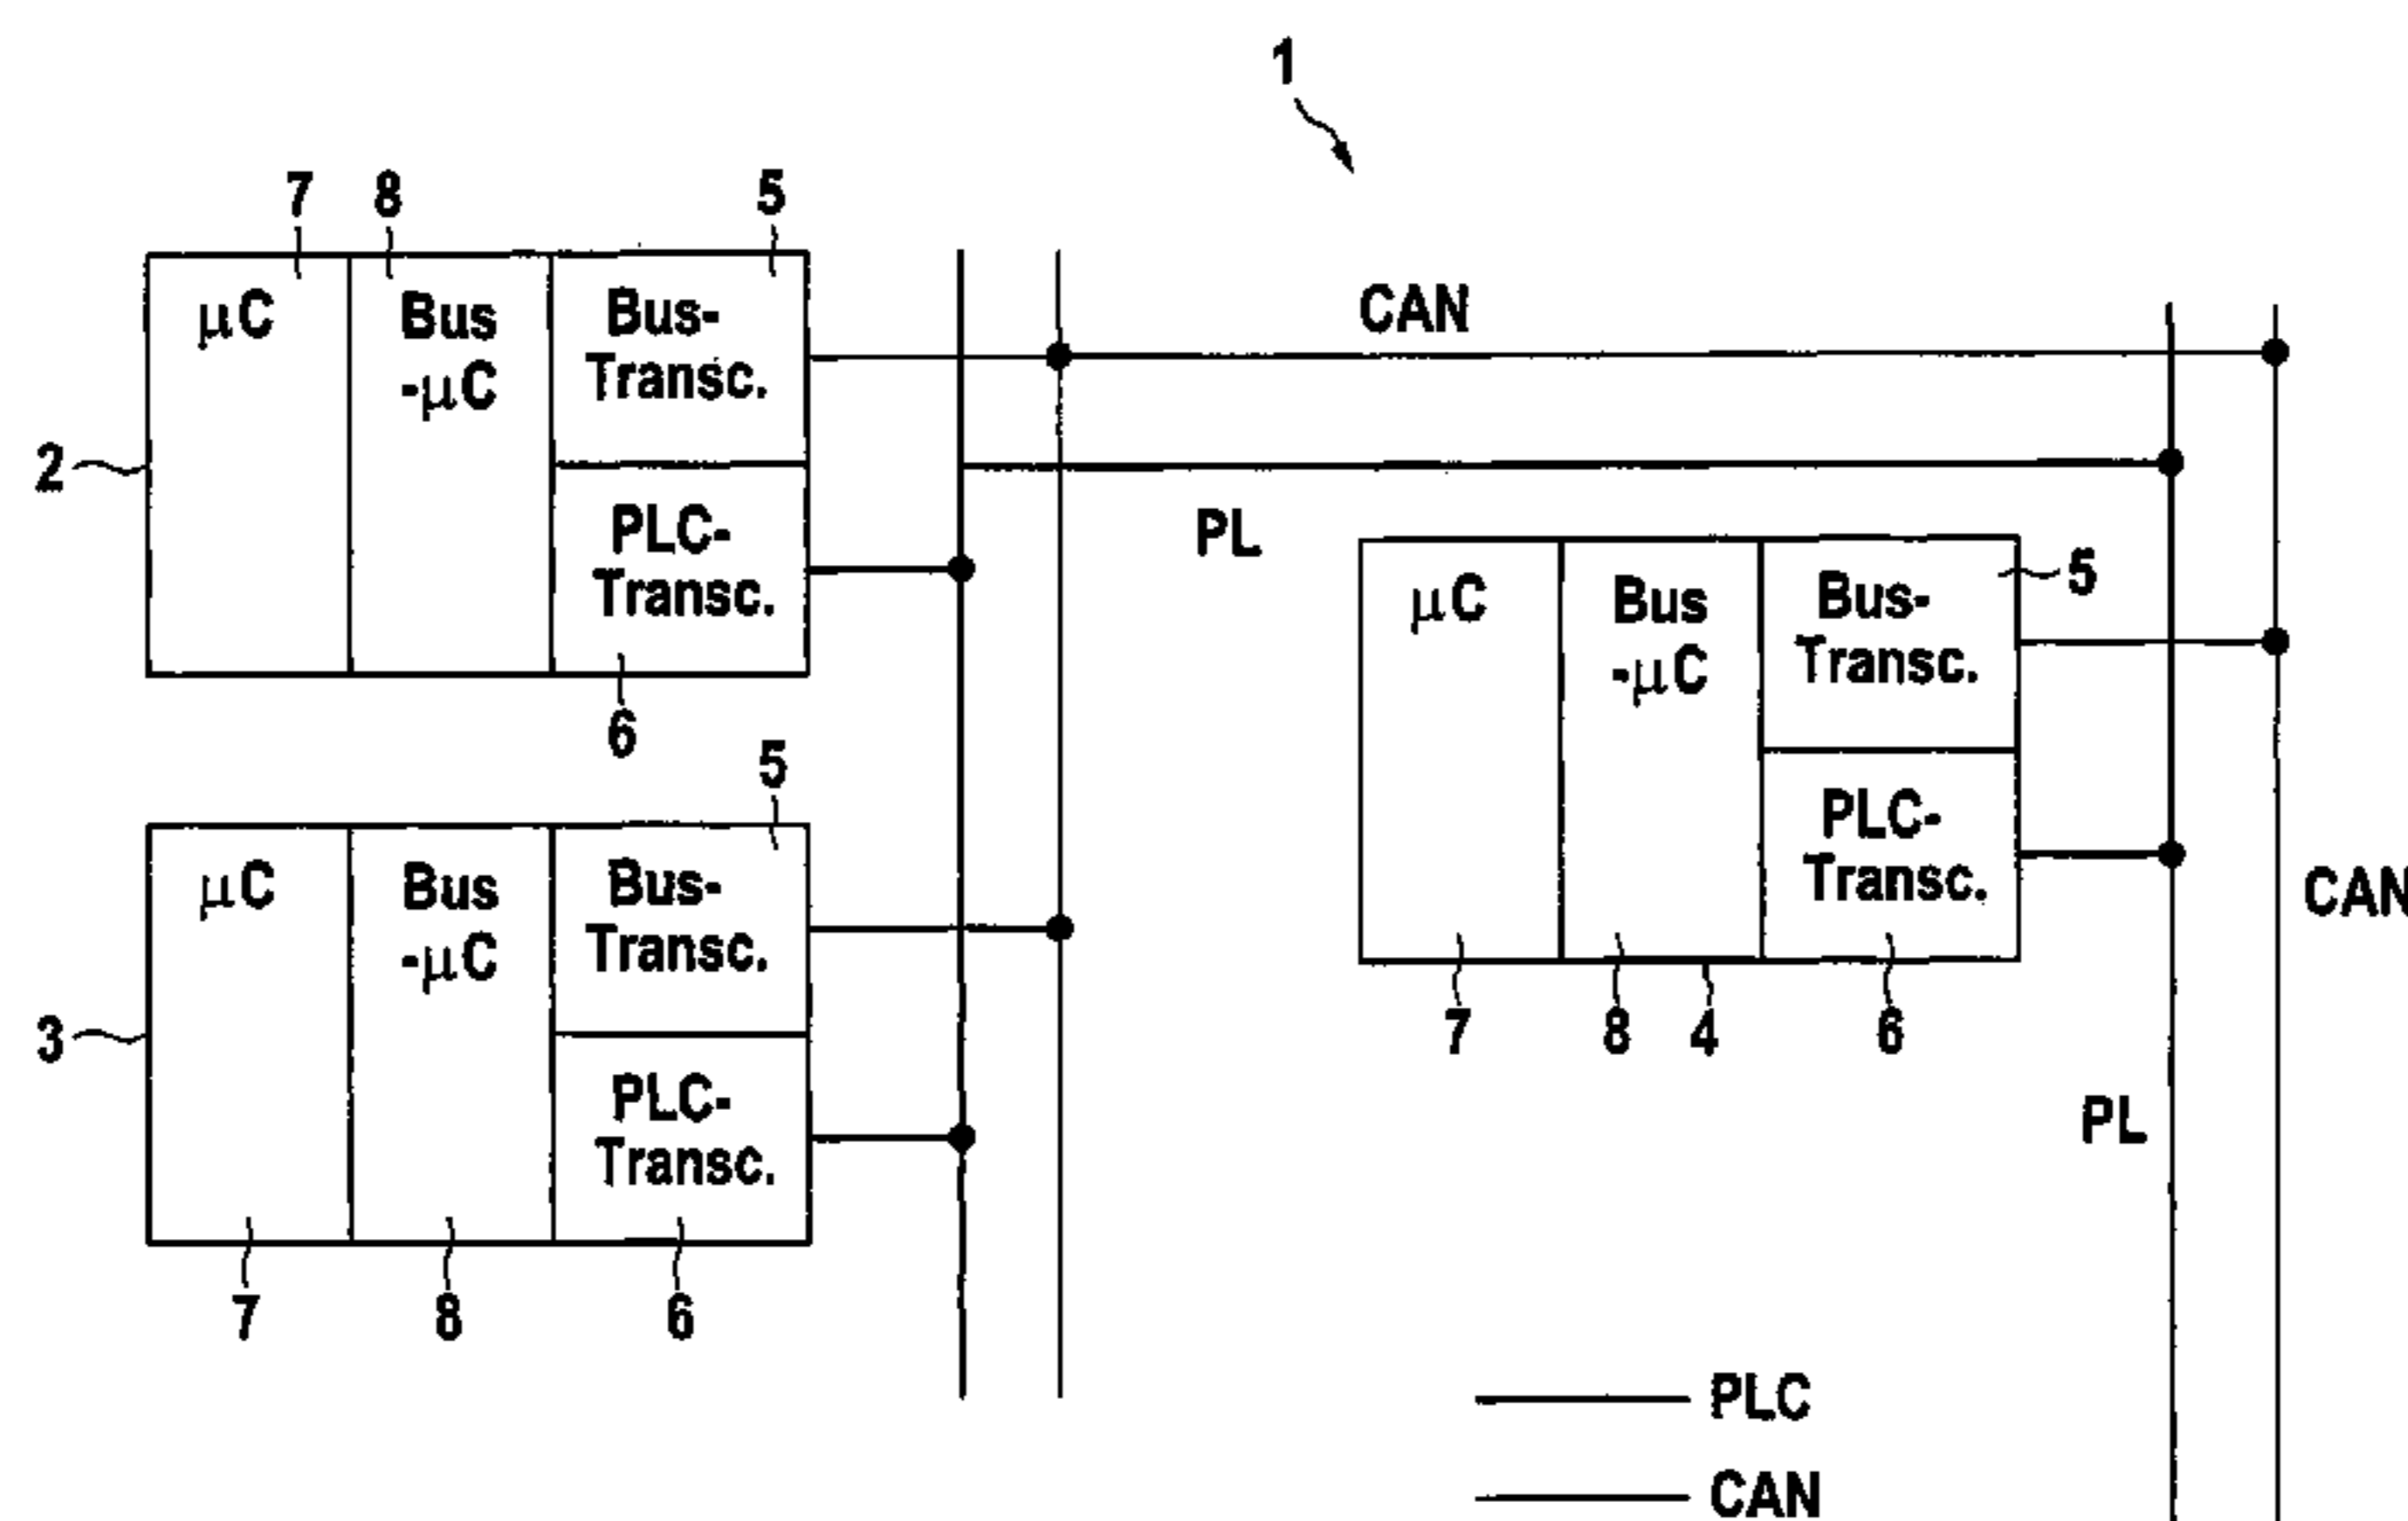 1
7
8
5
μC
Bus
-μC
Bus-
Transc.
PLC-
Transc.
2
6
CAN
PL
5
μC
Bus
-μC
Bus-
Transc.
PLC-
Transc.
3
7
8
6
μC
Bus
-μC
Bus-
Transc.
PLC-
Transc.
5
7
8
4
6
CAN
PL
PLC
CAN